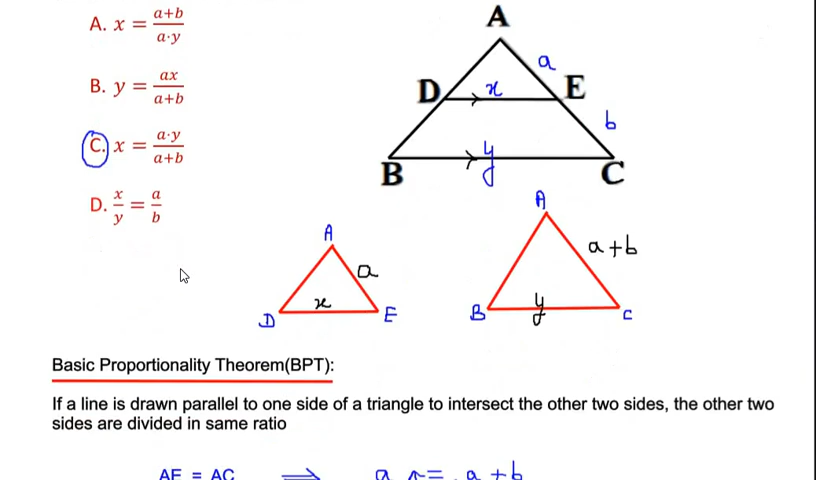 A. x = a+b / a·y
B. y = ax / a+b
C. x = a·y / a+b
D. x / y = a / b
A
a
D x E
b
B y C
A
a
D x E
A
a+b
B y C
Basic Proportionality Theorem(BPT):
If a line is drawn parallel to one side of a triangle to intersect the other two sides, the other two
sides are divided in same ratio
= AC ⟹ a = a+b